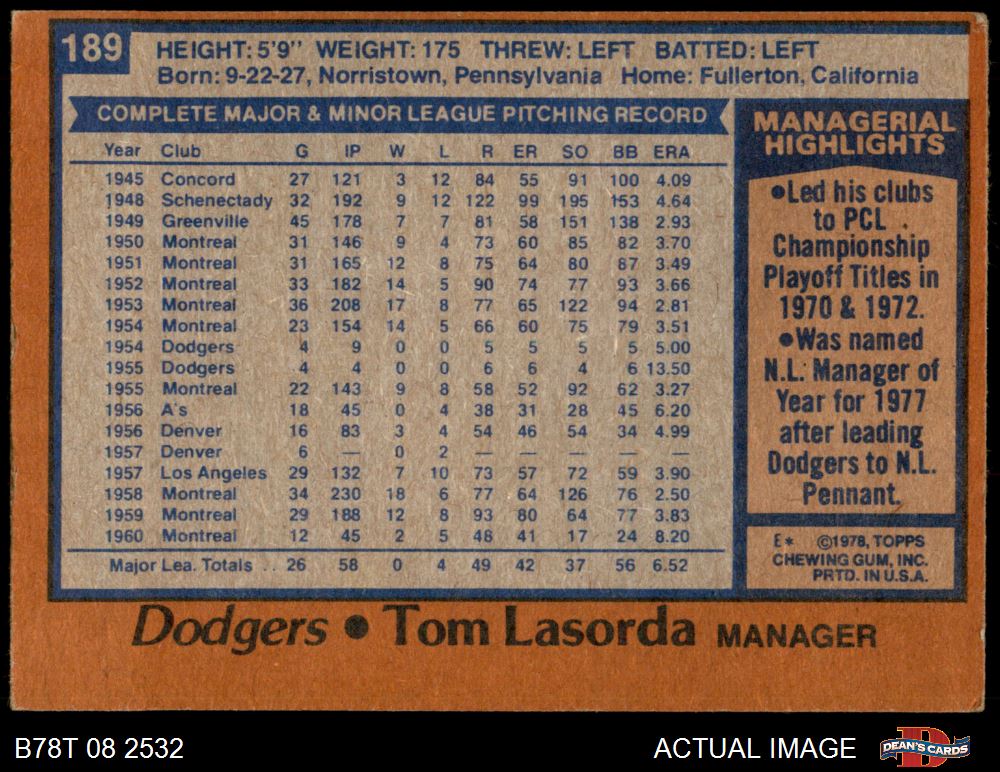 189
HEIGHT: 5'9" WEIGHT: 175 THREW: LEFT BATTED: LEFT
Born: 9-22-27, Norristown, Pennsylvania Home: Fullerton, California
COMPLETE MAJOR & MINOR LEAGUE PITCHING RECORD
Year Club G IP W L R ER SO BB ERA
1945 Concord 27 121 3 12 84 55 91 100 4.09
1948 Schenectady 32 192 9 12 122 99 195 153 4.64
1949 Greenville 45 178 7 7 81 58 151 138 2.93
1950 Montreal 31 146 9 4 73 60 85 82 3.70
1951 Montreal 31 165 12 8 75 64 80 87 3.49
1952 Montreal 33 182 14 5 90 74 77 93 3.66
1953 Montreal 36 208 17 8 77 65 122 94 2.81
1954 Montreal 23 154 14 5 66 60 75 79 3.51
1954 Dodgers 4 9 0 0 5 5 5 5 5.00
1955 Dodgers 4 4 0 0 6 6 4 6 13.50
1955 Montreal 22 143 9 8 58 52 92 62 3.27
1956 A's 18 45 0 4 38 31 28 45 6.20
1956 Denver 16 83 3 4 54 46 54 34 4.99
1957 Denver 6 — 0 2 — — — — —
1957 Los Angeles 29 132 7 10 73 57 72 59 3.90
1958 Montreal 34 230 18 6 77 64 126 76 2.50
1959 Montreal 29 188 12 8 93 80 64 77 3.83
1960 Montreal 12 45 2 5 48 41 17 24 8.20
Major Lea. Totals .. 26 58 0 4 49 42 37 56 6.52
MANAGERIAL
HIGHLIGHTS
●Led his clubs
to PCL
Championship
Playoff Titles in
1970 & 1972.
●Was named
N.L. Manager of
Year for 1977
after leading
Dodgers to N.L.
Pennant.
E* ©1978, TOPPS
CHEWING GUM, INC.
PRTD. IN U.S.A.
Dodgers ● Tom Lasorda MANAGER
B78T 08 2532 ACTUAL IMAGE
D
DEAN'S CARDS